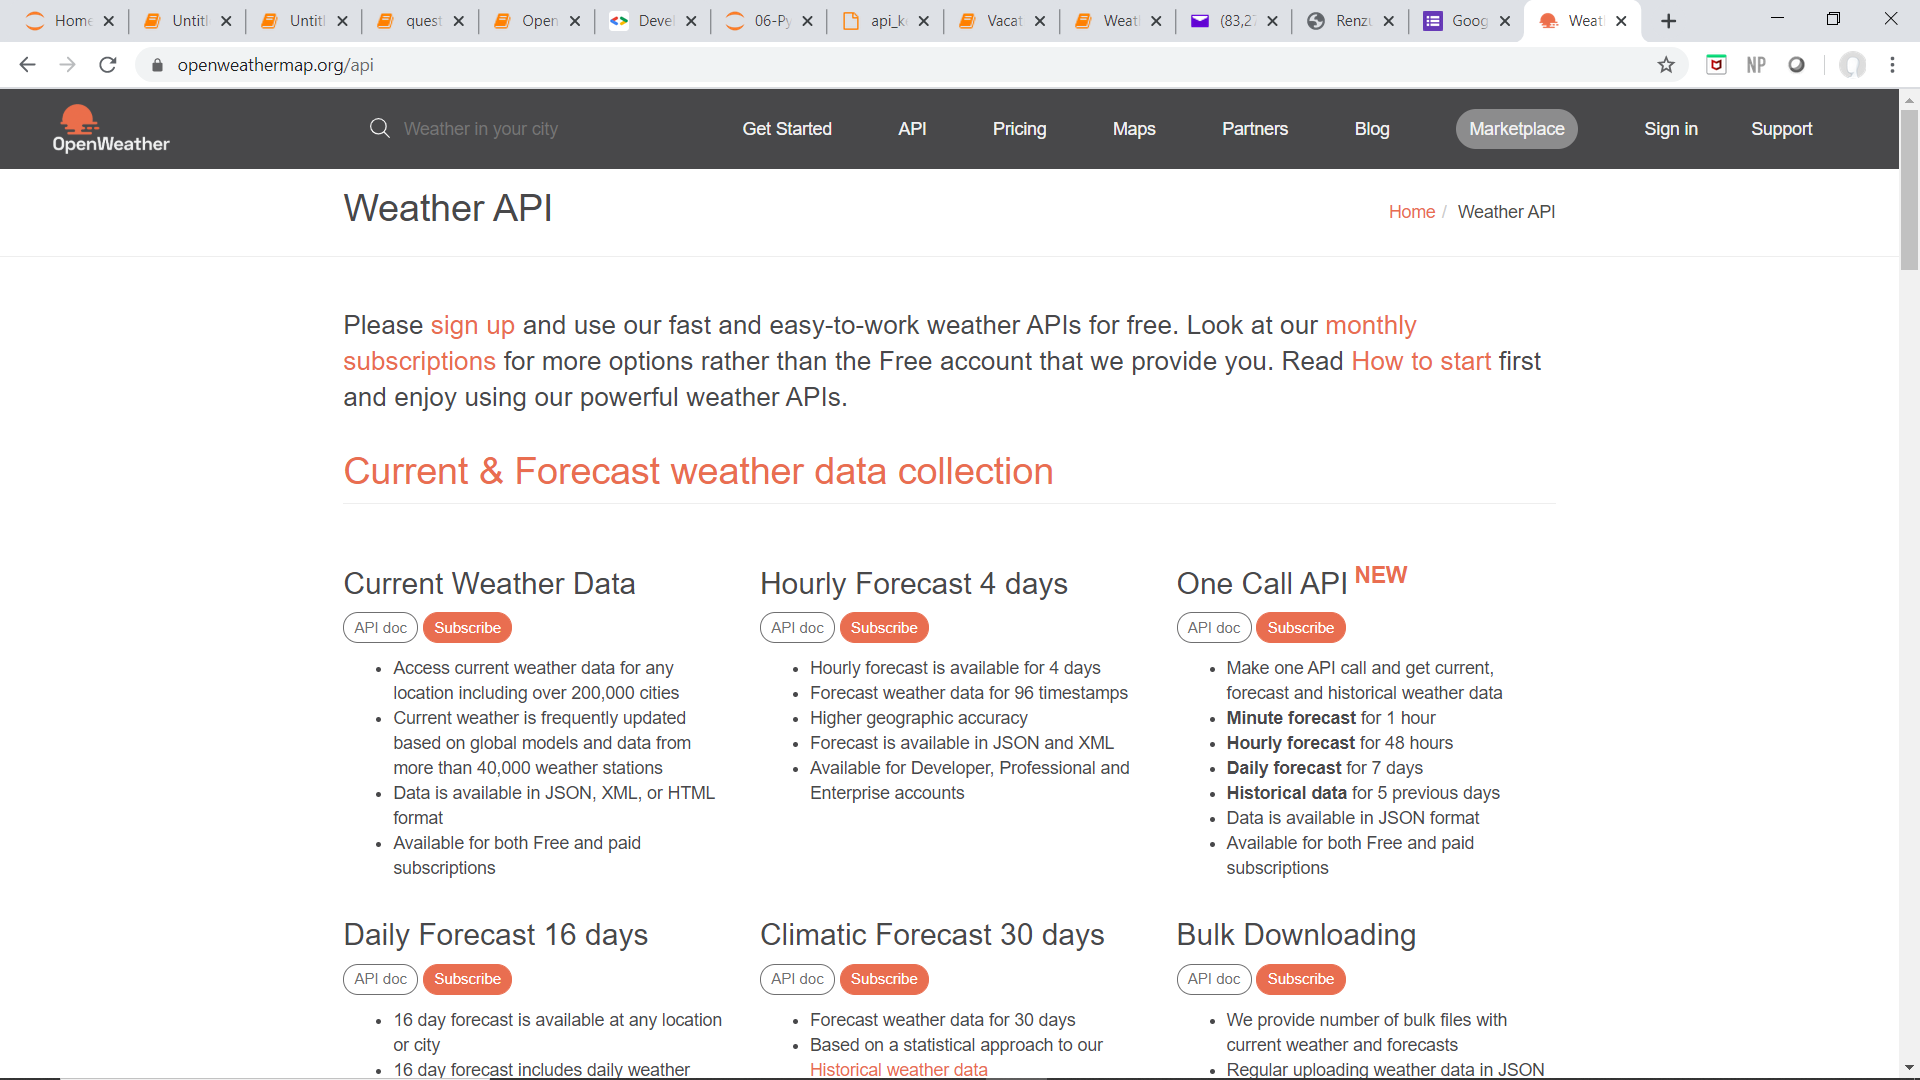 Home
Untitl
Untitl
quest
Open
Devel
06-Py
api_k
Vacat
Weatl
(83,27
Renzu
Goog
Weatl
openweathermap.org/api
NP
OpenWeather
Weather in your city
Get Started
API
Pricing
Maps
Partners
Blog
Marketplace
Sign in
Support
Weather API
Home / Weather API
Please sign up and use our fast and easy-to-work weather APIs for free. Look at our monthly
subscriptions for more options rather than the Free account that we provide you. Read How to start first
and enjoy using our powerful weather APIs.
Current & Forecast weather data collection
Current Weather Data
API doc Subscribe
• Access current weather data for any
location including over 200,000 cities
• Current weather is frequently updated
based on global models and data from
more than 40,000 weather stations
• Data is available in JSON, XML, or HTML
format
• Available for both Free and paid
subscriptions
Hourly Forecast 4 days
API doc Subscribe
• Hourly forecast is available for 4 days
• Forecast weather data for 96 timestamps
• Higher geographic accuracy
• Forecast is available in JSON and XML
• Available for Developer, Professional and
Enterprise accounts
One Call API NEW
API doc Subscribe
• Make one API call and get current,
forecast and historical weather data
• Minute forecast for 1 hour
• Hourly forecast for 48 hours
• Daily forecast for 7 days
• Historical data for 5 previous days
• Data is available in JSON format
• Available for both Free and paid
subscriptions
Daily Forecast 16 days
API doc Subscribe
• 16 day forecast is available at any location
or city
• 16 day forecast includes daily weather
Climatic Forecast 30 days
API doc Subscribe
• Forecast weather data for 30 days
• Based on a statistical approach to our
Historical weather data
Bulk Downloading
API doc Subscribe
• We provide number of bulk files with
current weather and forecasts
• Regular uploading weather data in JSON